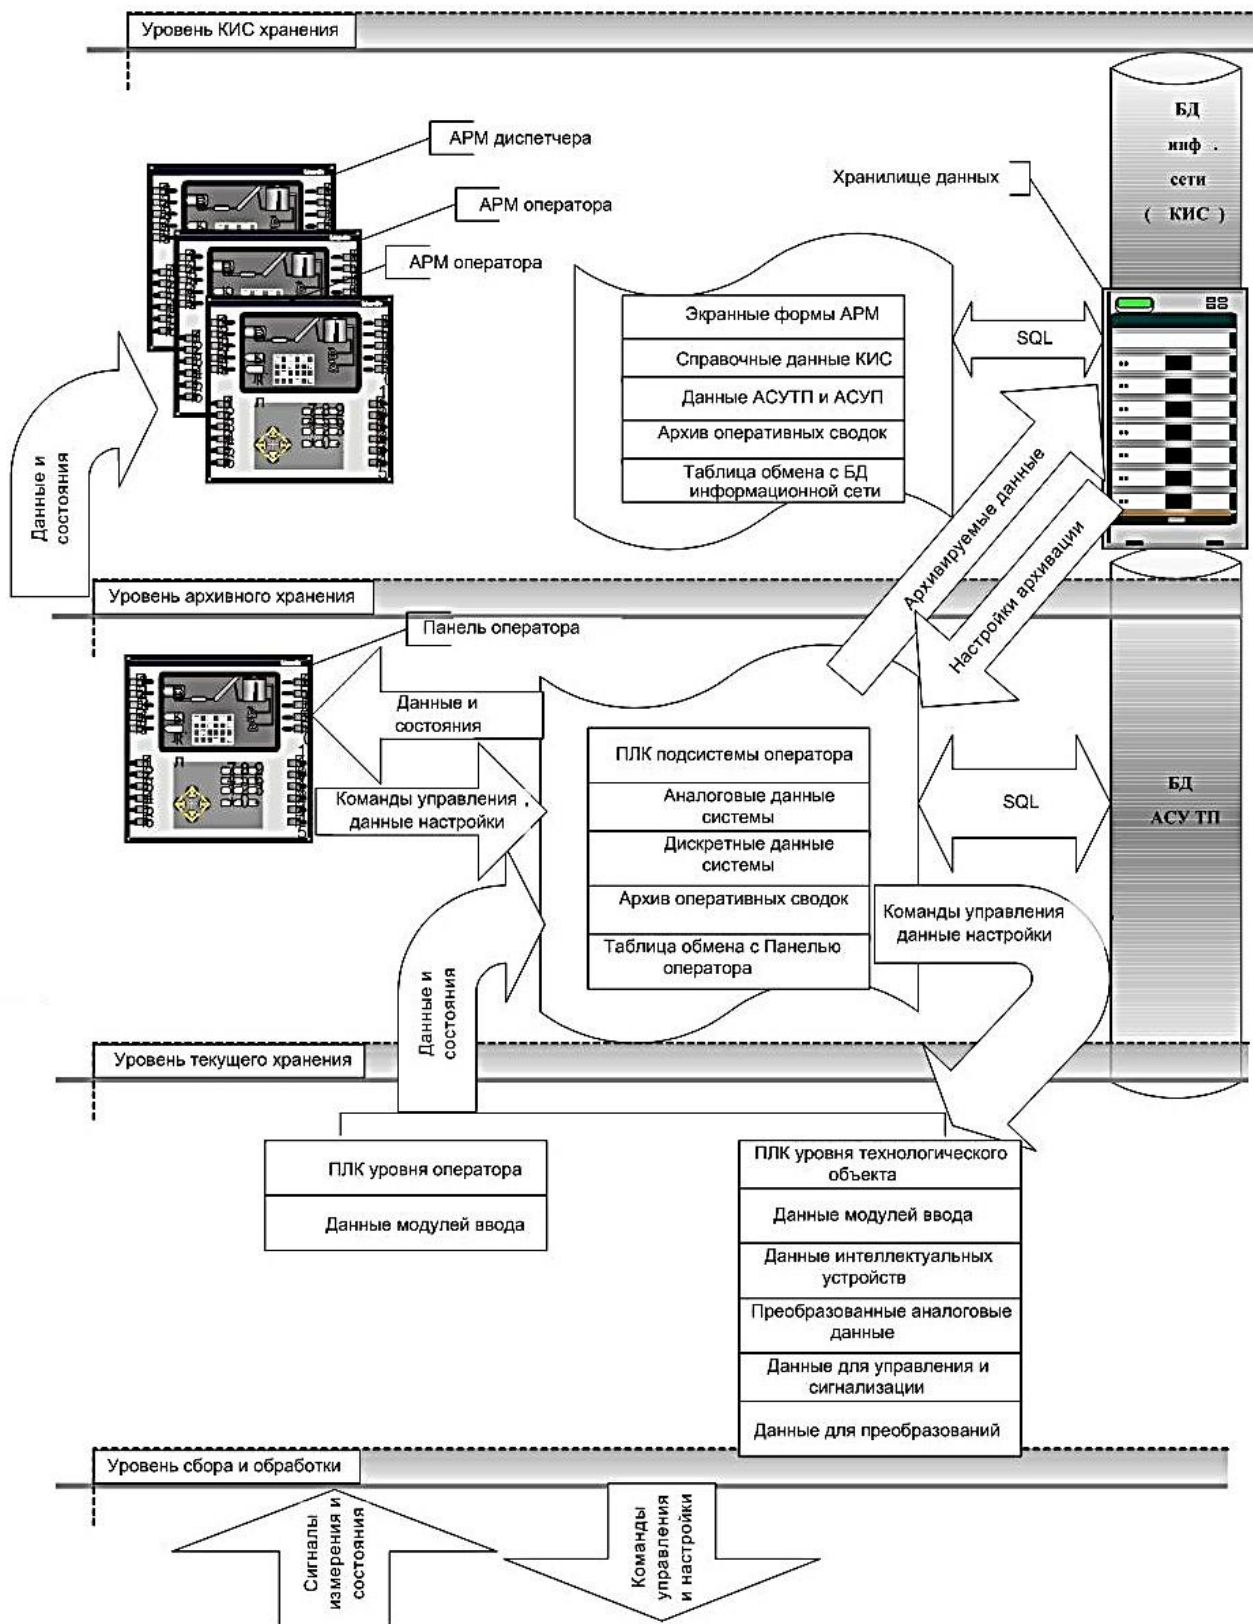 Уровень КИС хранения
БД
инф .
сети
( КИС )
АРМ диспетчера
АРМ оператора
АРМ оператора
Хранилище данных
Экранные формы АРМ
Справочные данные КИС
Данные АСУТП и АСУП
Архив оперативных сводок
Таблица обмена с БД
информационной сети
SQL
Данные и
состояния
Архивируемые данные
Настройки архивации
Уровень архивного хранения
Панель оператора
Данные и
состояния
Команды управления ,
данные настройки
ПЛК подсистемы оператора
Аналоговые данные
системы
Дискретные данные
системы
Архив оперативных сводок
Таблица обмена с Панелью
оператора
SQL
БД
АСУ ТП
Команды управления
данные настройки
Данные и
состояния
Уровень текущего хранения
ПЛК уровня оператора
Данные модулей ввода
ПЛК уровня технологического
объекта
Данные модулей ввода
Данные интеллектуальных
устройств
Преобразованные аналоговые
данные
Данные для управления и
сигнализации
Данные для преобразований
Уровень сбора и обработки
Сигналы
измерения и
состояния
Команды
управления
и настройки